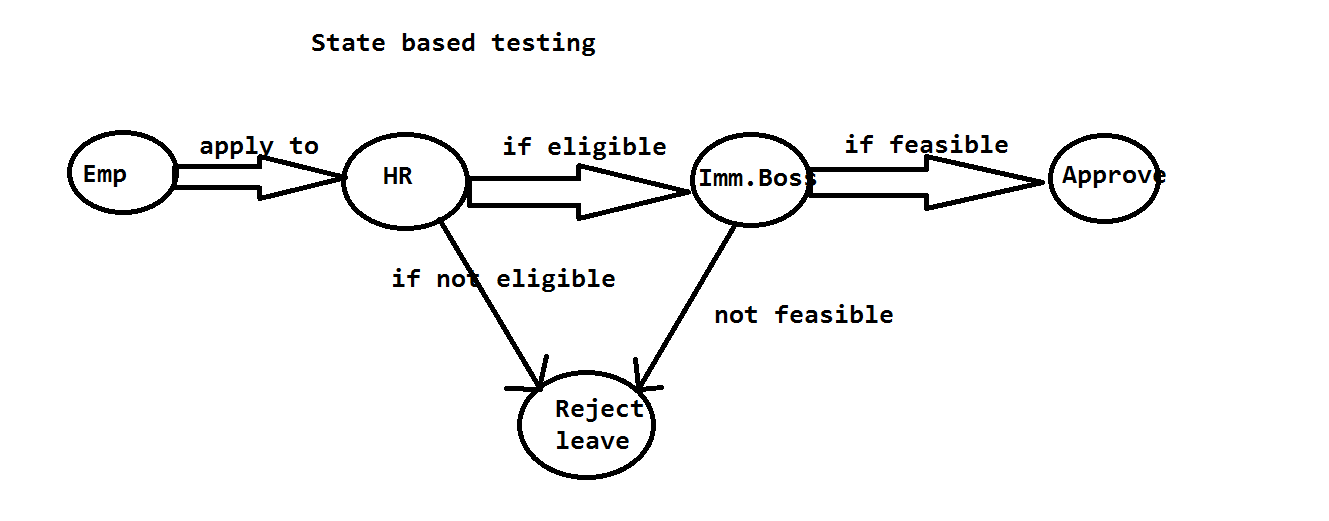 State based testing
Emp
apply to
HR
if eligible
Imm.Boss
if feasible
Approve
if not eligible
not feasible
Reject
leave